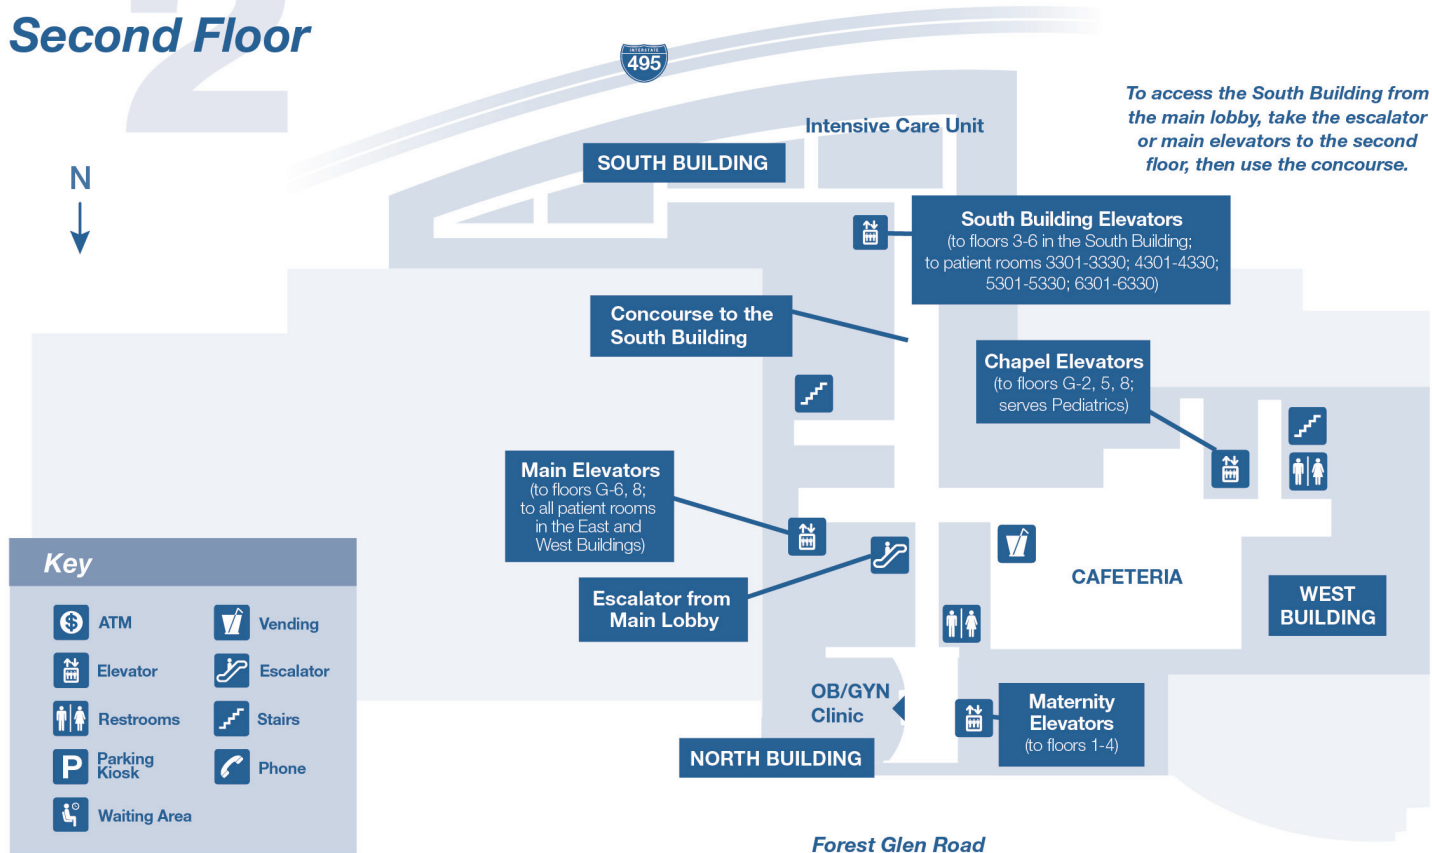 2
Second Floor
INTERSTATE
495
To access the South Building from
the main lobby, take the escalator
or main elevators to the second
floor, then use the concourse.
N
Intensive Care Unit
SOUTH BUILDING
South Building Elevators
(to floors 3-6 in the South Building;
to patient rooms 3301-3330; 4301-4330;
5301-5330; 6301-6330)
Concourse to the
South Building
Chapel Elevators
(to floors G-2, 5, 8;
serves Pediatrics)
Main Elevators
(to floors G-6, 8;
to all patient rooms
in the East and
West Buildings)
Escalator from
Main Lobby
CAFETERIA
WEST
BUILDING
OB/GYN
Clinic
Maternity
Elevators
(to floors 1-4)
NORTH BUILDING
Key
$
ATM
Vending
Elevator
Escalator
Restrooms
Stairs
P
Parking
Kiosk
Phone
Waiting Area
Forest Glen Road